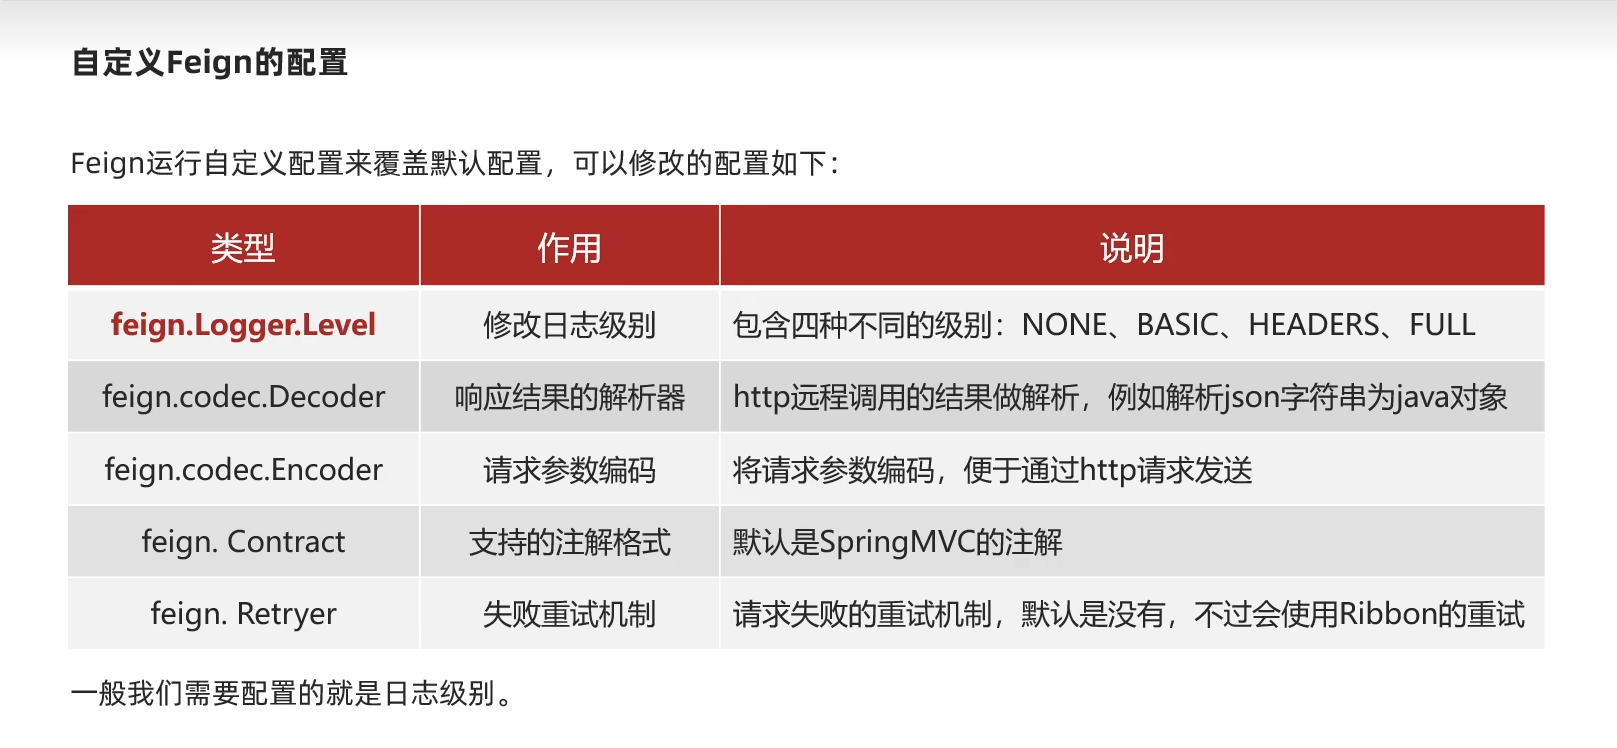 自定义Feign的配置
Feign运行自定义配置来覆盖默认配置，可以修改的配置如下：
类型 作用 说明
feign.Logger.Level 修改日志级别 包含四种不同的级别：NONE、BASIC、HEADERS、FULL
feign.codec.Decoder 响应结果的解析器 http远程调用的结果做解析，例如解析json字符串为java对象
feign.codec.Encoder 请求参数编码 将请求参数编码，便于通过http请求发送
feign. Contract 支持的注解格式 默认是SpringMVC的注解
feign. Retryer 失败重试机制 请求失败的重试机制，默认是没有，不过会使用Ribbon的重试
一般我们需要配置的就是日志级别。